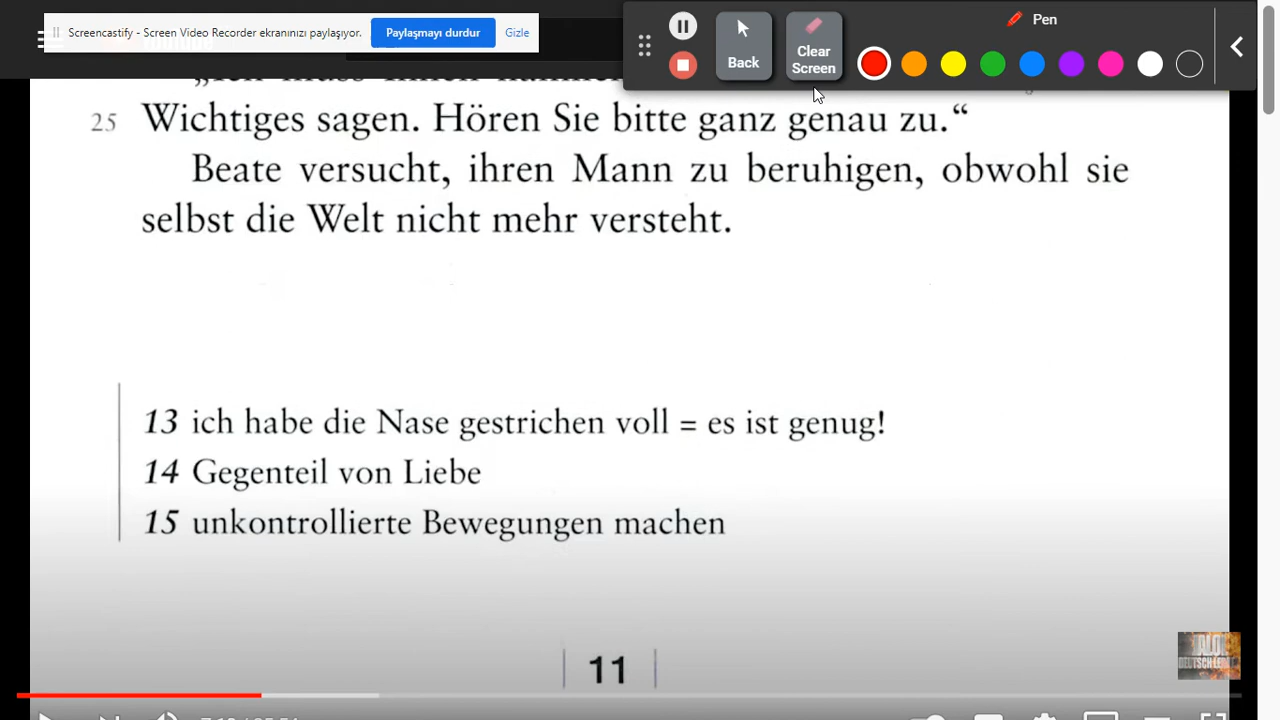 Screencastify - Screen Video Recorder ekranınızı paylaşıyor.
Paylaşmayı durdur
Gizle
Back
Clear
Screen
Pen
25 Wichtiges sagen. Hören Sie bitte ganz genau zu.“
Beate versucht, ihren Mann zu beruhigen, obwohl sie
selbst die Welt nicht mehr versteht.
13 ich habe die Nase gestrichen voll = es ist genug!
14 Gegenteil von Liebe
15 unkontrollierte Bewegungen machen
11